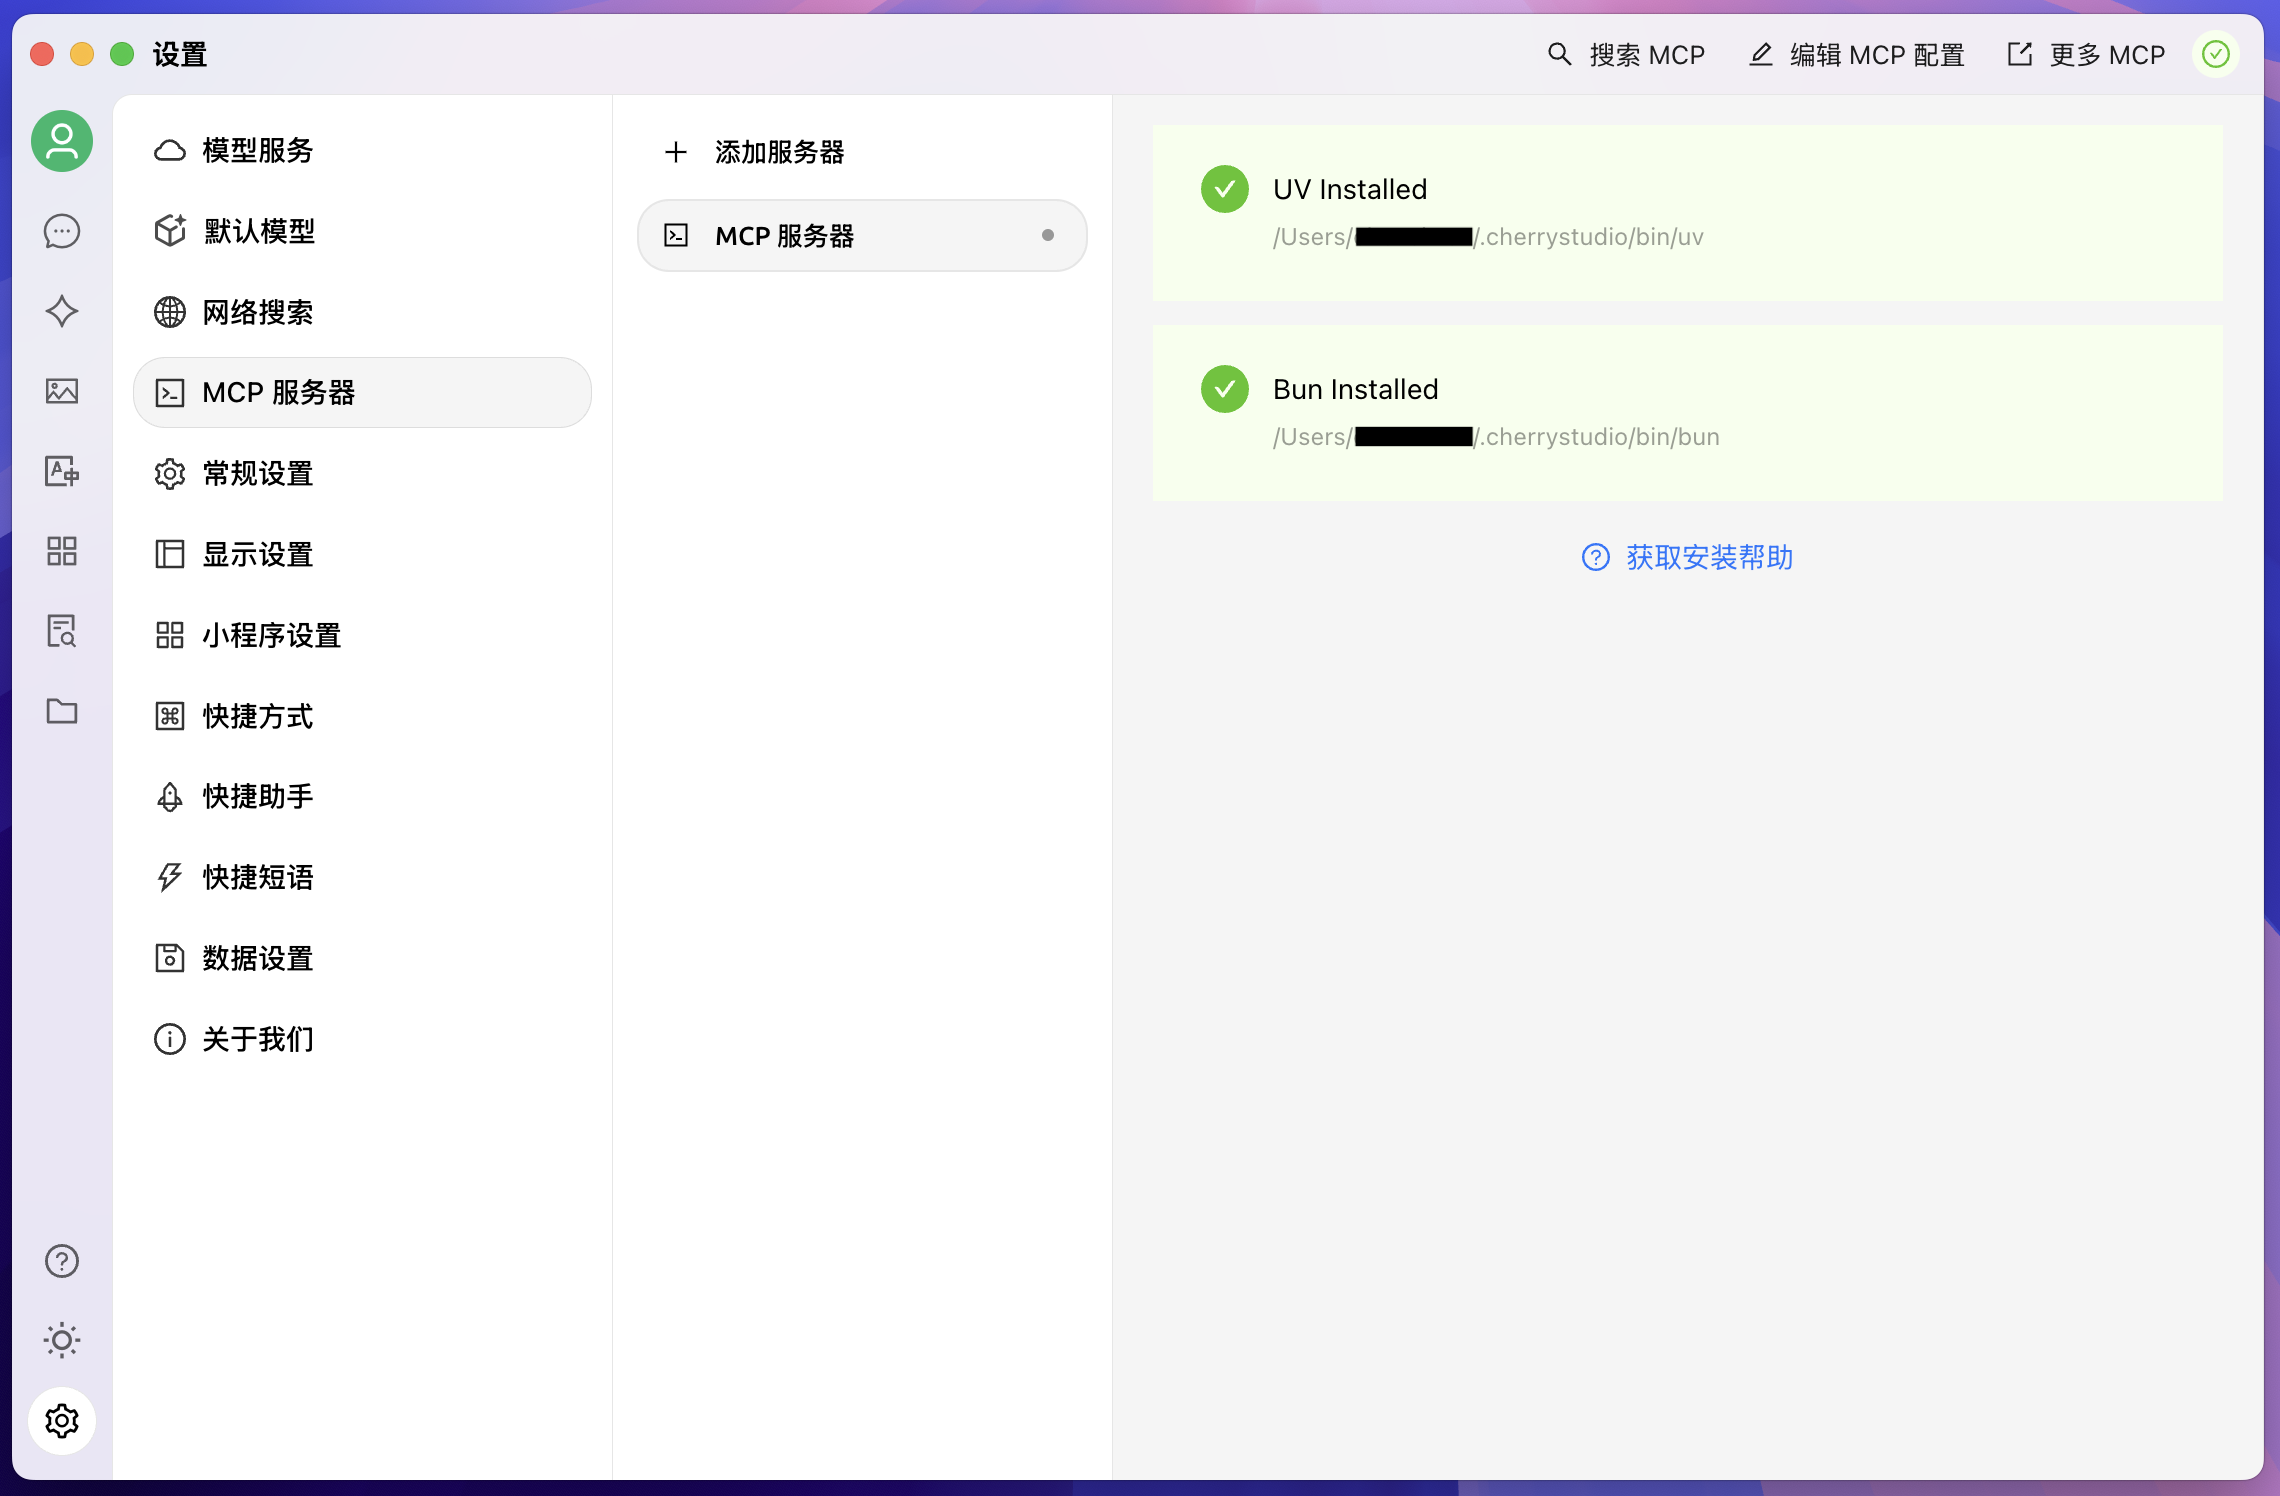 设置
搜索 MCP
编辑 MCP 配置
更多 MCP
模型服务
默认模型
网络搜索
MCP 服务器
常规设置
显示设置
小程序设置
快捷方式
快捷助手
快捷短语
数据设置
关于我们
添加服务器
MCP 服务器
UV Installed
/Users/ /.cherrystudio/bin/uv
Bun Installed
/Users/ /.cherrystudio/bin/bun
获取安装帮助